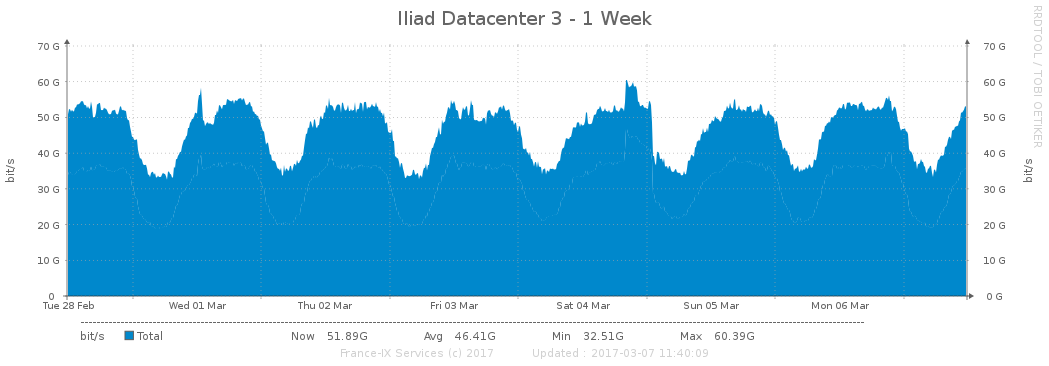 Iliad Datacenter 3 - 1 Week
RRDTOOL / TOBI OETIKER
70 G 70 G
60 G 60 G
50 G 50 G
40 G 40 G
30 G 30 G
20 G 20 G
10 G 10 G
0 0 G
bit/s
bit/s
Tue 28 Feb Wed 01 Mar Thu 02 Mar Fri 03 Mar Sat 04 Mar Sun 05 Mar Mon 06 Mar
bit/s Total Now 51.89G Avg 46.41G Min 32.51G Max 60.39G
France-IX Services (c) 2017 Updated : 2017-03-07 11:40:09